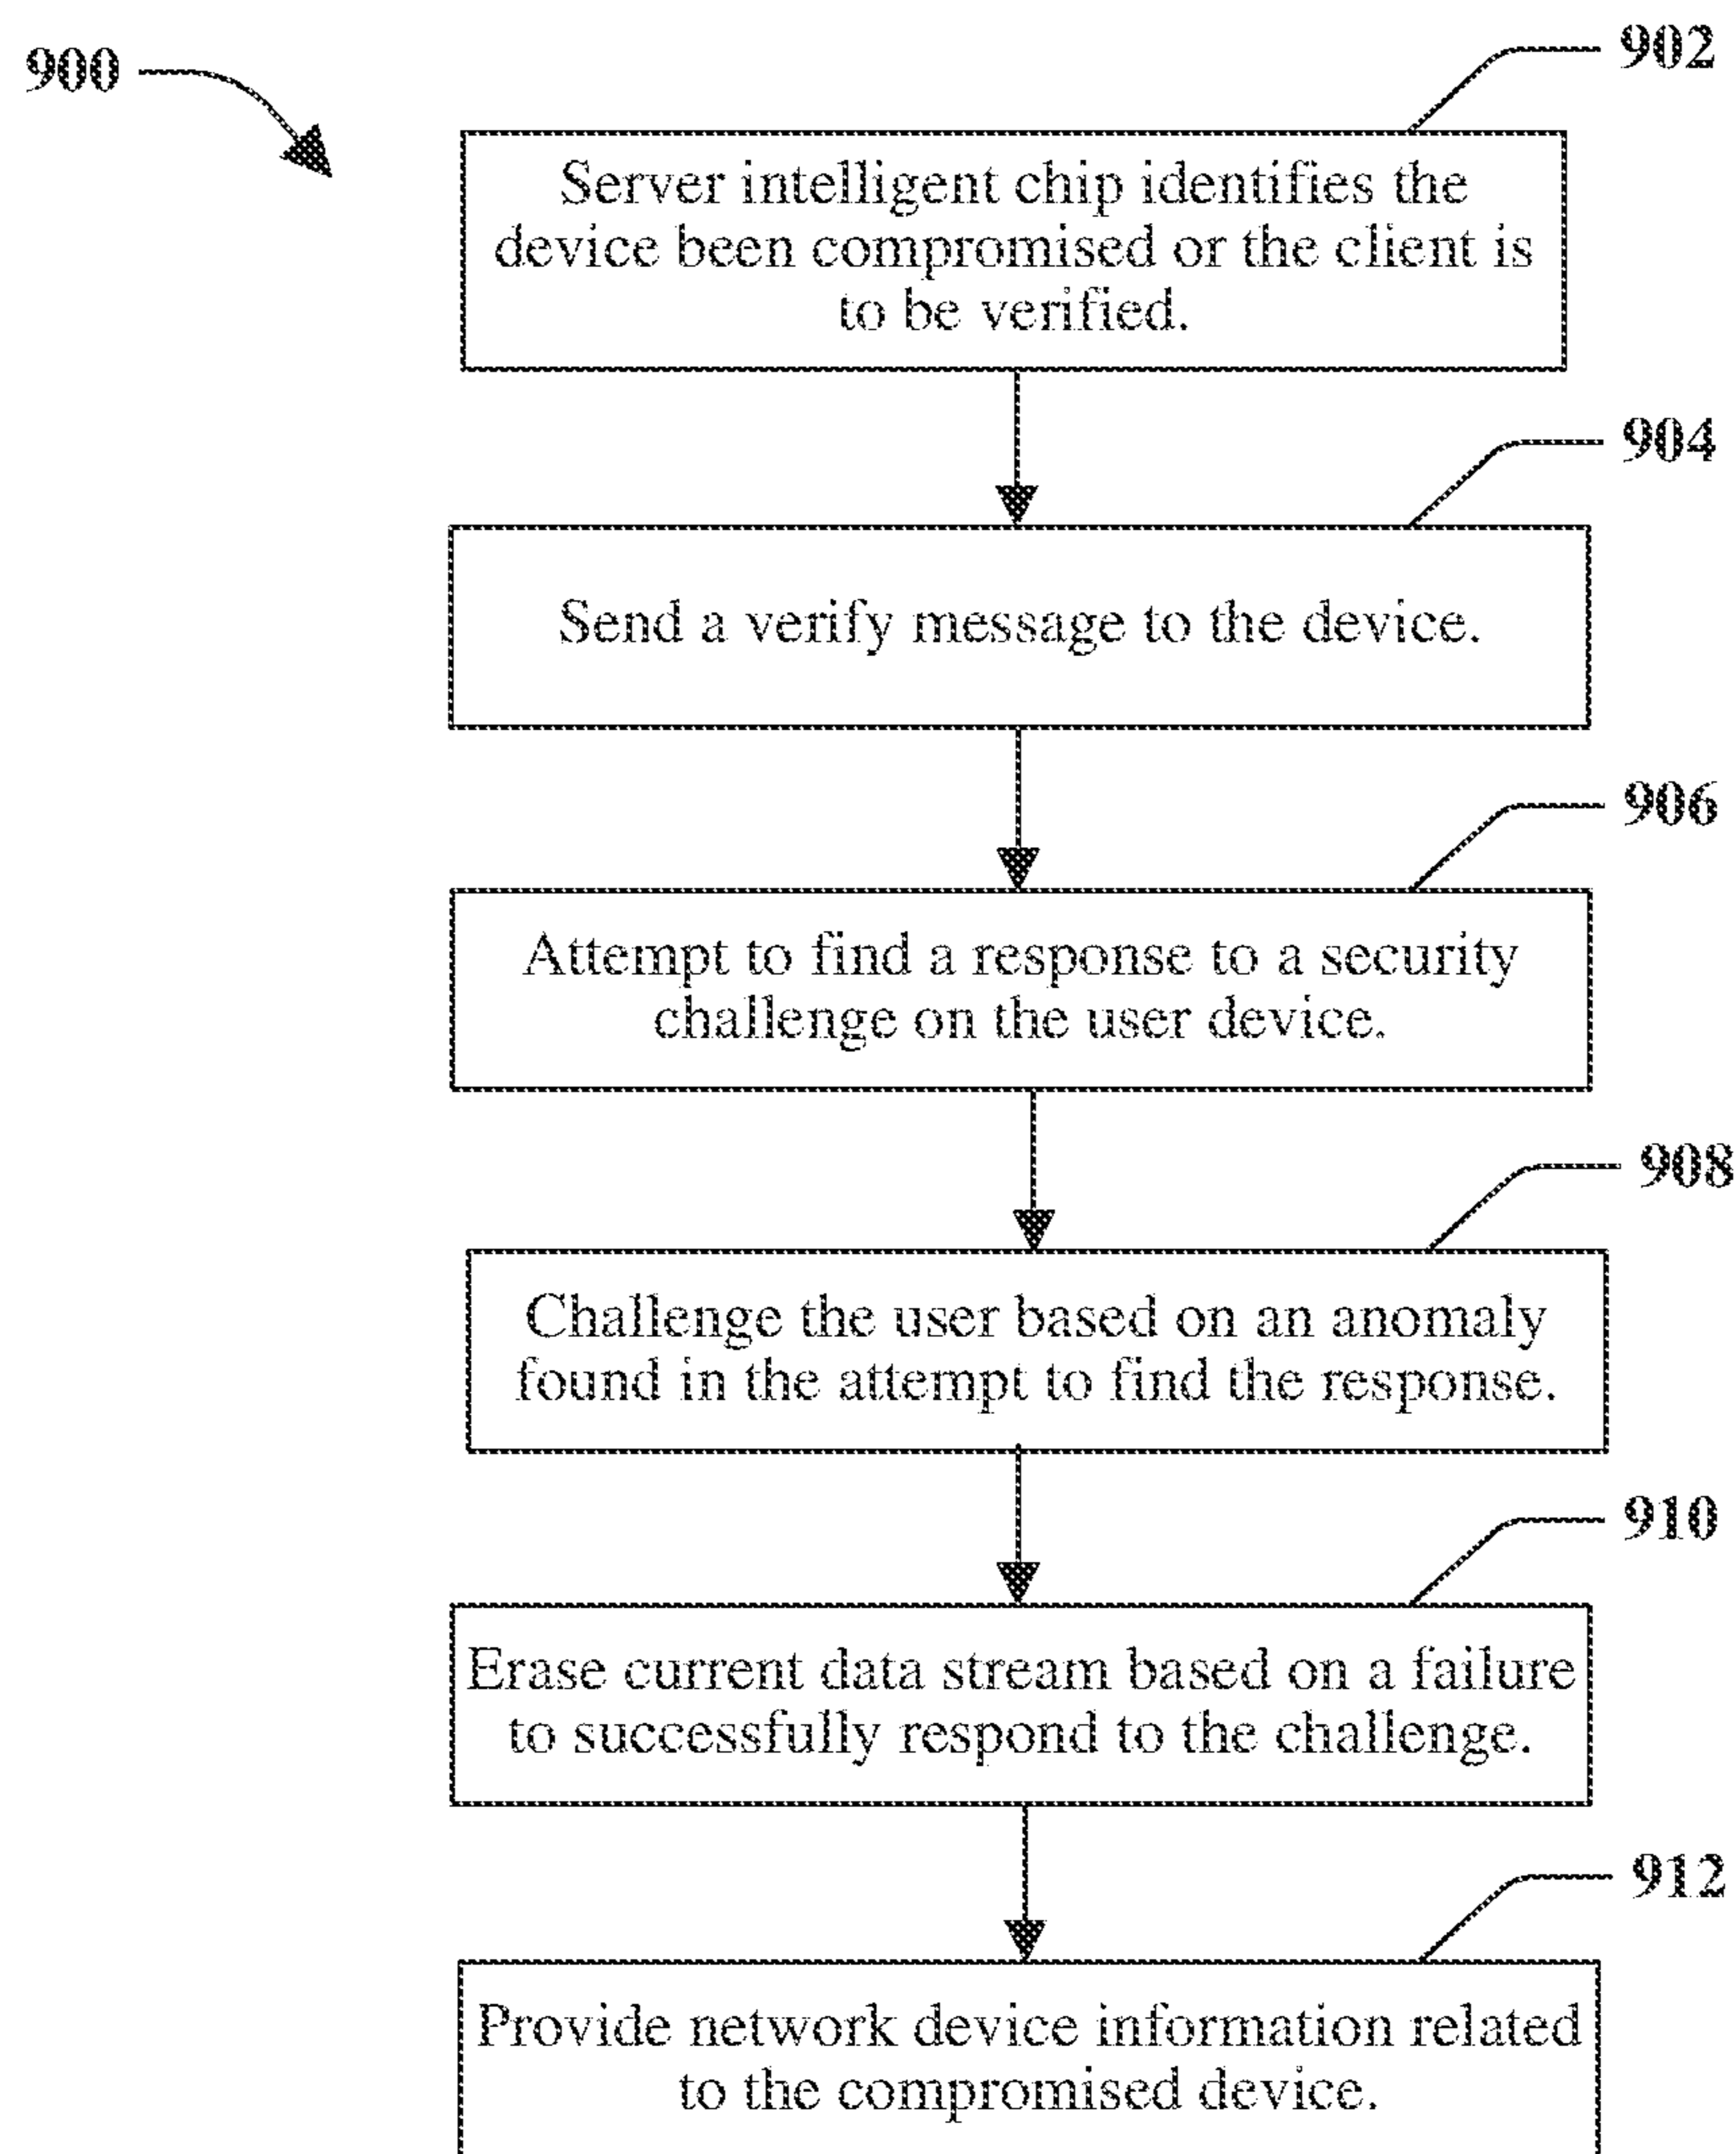 900
902
Server intelligent chip identifies the
device been compromised or the client is
to be verified.
904
Send a verify message to the device.
906
Attempt to find a response to a security
challenge on the user device.
908
Challenge the user based on an anomaly
found in the attempt to find the response.
910
Erase current data stream based on a failure
to successfully respond to the challenge.
912
Provide network device information related
to the compromised device.